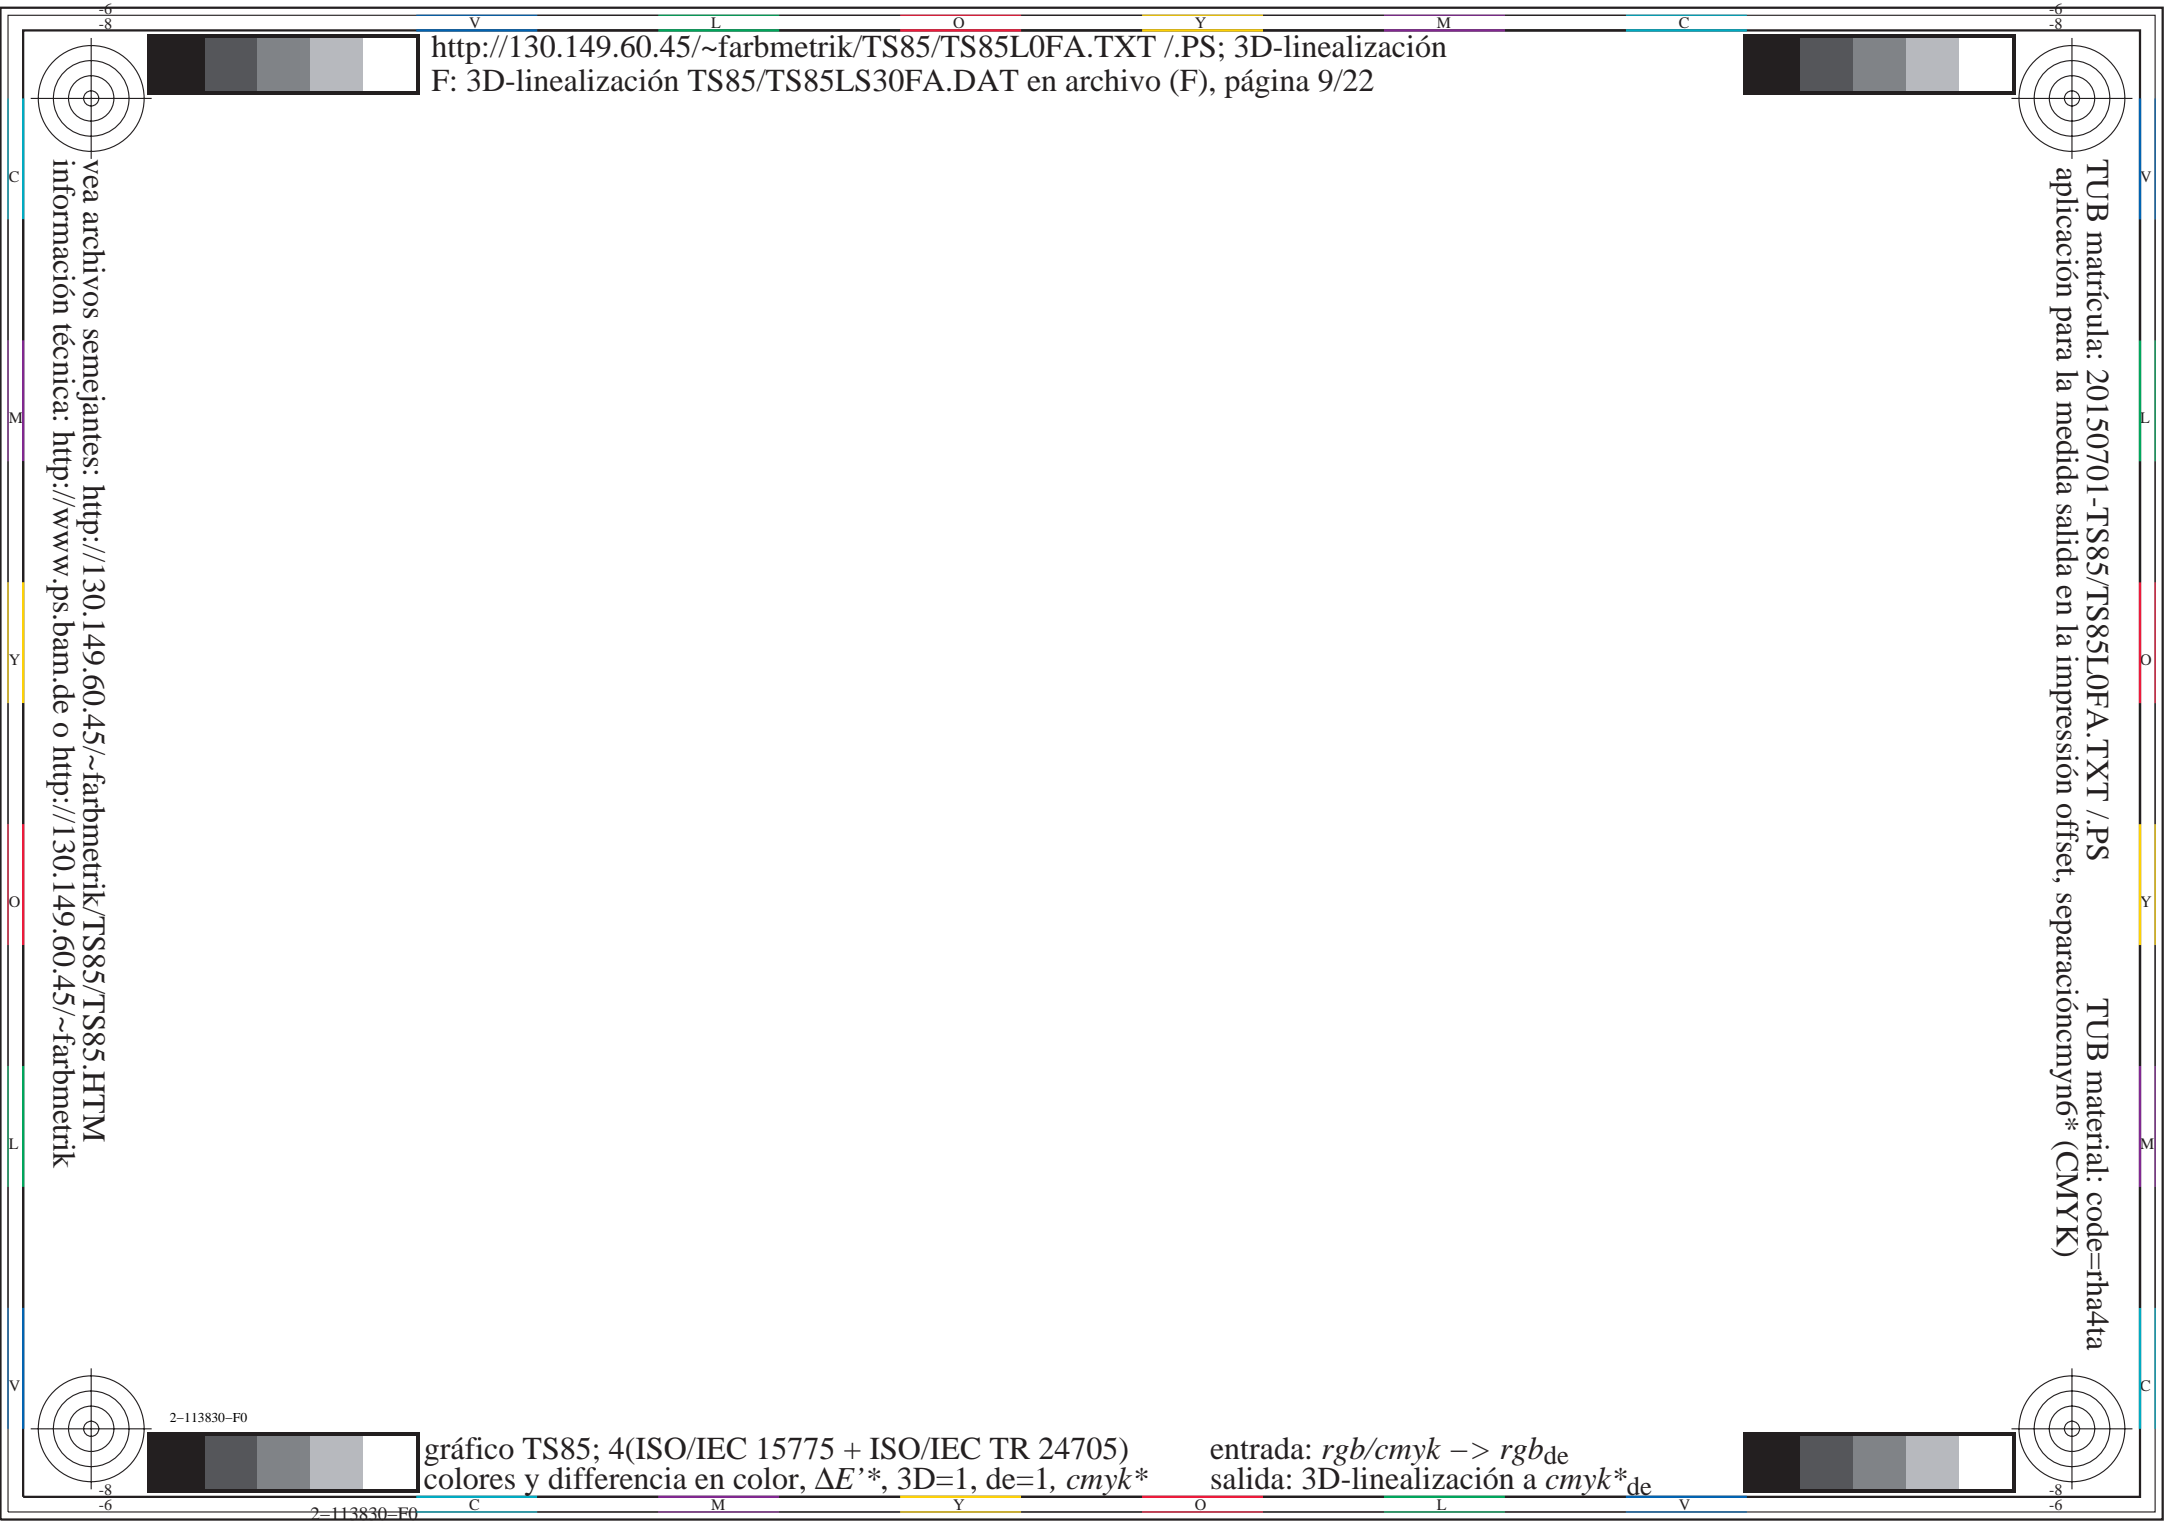 -6
-8
V L O Y M C
-6
-8
http://130.149.60.45/~farbmetrik/TS85/TS85L0FA.TXT /.PS; 3D-linealización
F: 3D-linealización TS85/TS85LS30FA.DAT en archivo (F), página 9/22
C
M
Y
O
L
V
vea archivos semejantes: http://130.149.60.45/~farbmetrik/TS85/TS85.HTM
información técnica: http://www.ps.bam.de o http://130.149.60.45/~farbmetrik
TUB matrícula: 20150701-TS85/TS85L0FA.TXT /.PS TUB material: code=rha4ta
aplicación para la medida salida en la impressión offset, separacióncmyn6* (CMYK)
V
L
O
Y
M
C
2-113830-F0
gráfico TS85; 4(ISO/IEC 15775 + ISO/IEC TR 24705)
colores y differencia en color, ΔE'*, 3D=1, de=1, cmyk*
entrada: rgb/cmyk -> rgbde
salida: 3D-linealización a cmyk*de
-8
-6
C M Y O L V
-8
-6
2-113830-F0